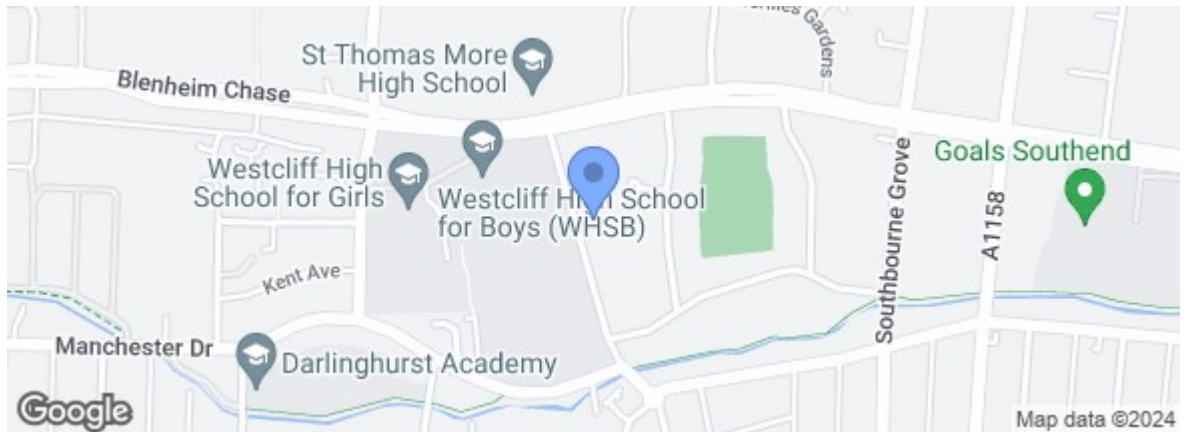 St Thomas More
High School
Blenheim Chase
Gardens
Westcliff High
School for Girls
Westcliff High School
for Boys (WHSB)
Goals Southend
Southbourne Grove
A1158
Kent Ave
Manchester Dr
Darlinghurst Academy
Google
Map data ©2024